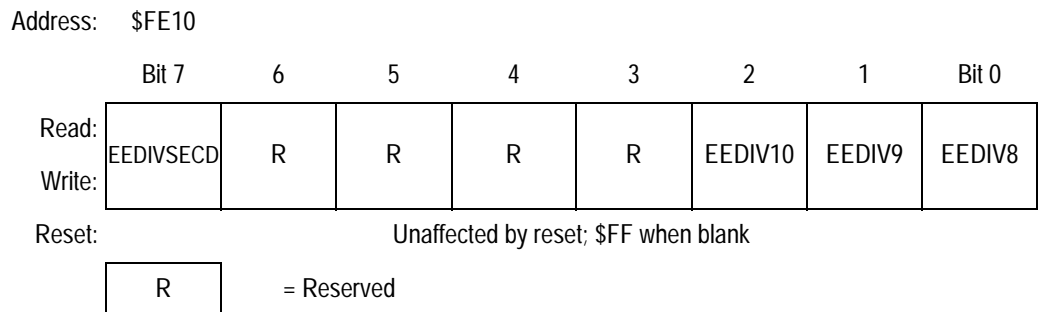 Address: $FE10
Bit 7 6 5 4 3 2 1 Bit 0
Read:
EEDIVSECD R R R R EEDIV10 EEDIV9 EEDIV8
Write:
Reset: Unaffected by reset; $FF when blank
R = Reserved